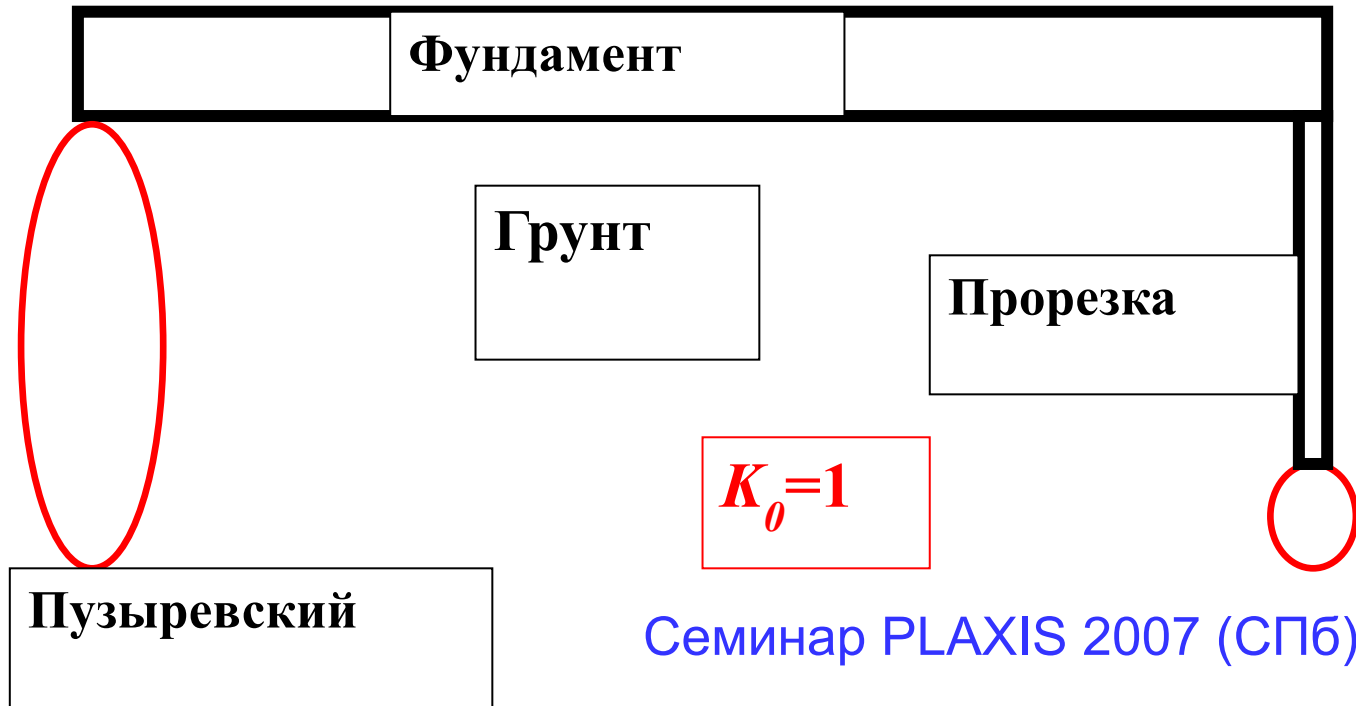 Фундамент
Грунт
Прорезка
K₀=1
Пузыревский
Семинар PLAXIS 2007 (СПб)